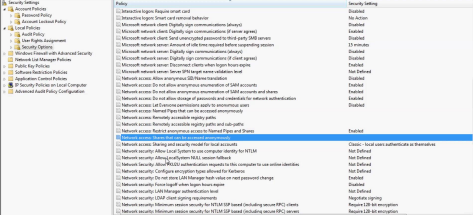 Security Settings
Account Policies
Password Policy
Account Lockout Policy
Local Policies
Audit Policy
User Rights Assignment
Security Options
Windows Firewall with Advanced Security
Network List Manager Policies
Public Key Policies
Software Restriction Policies
Application Control Policies
IP Security Policies on Local Computer
Advanced Audit Policy Configuration
Policy Security Setting
Interactive logon: Require smart card Disabled
Interactive logon: Smart card removal behavior No Action
Microsoft network client: Digitally sign communications (always) Disabled
Microsoft network client: Digitally sign communications (if server agrees) Enabled
Microsoft network client: Send unencrypted password to third-party SMB servers Disabled
Microsoft network server: Amount of idle time required before suspending session 15 minutes
Microsoft network server: Digitally sign communications (always) Disabled
Microsoft network server: Digitally sign communications (if client agrees) Disabled
Microsoft network server: Disconnect clients when logon hours expire Enabled
Microsoft network server: Server SPN target name validation level Not Defined
Network access: Allow anonymous SID/Name translation Disabled
Network access: Do not allow anonymous enumeration of SAM accounts Enabled
Network access: Do not allow anonymous enumeration of SAM accounts and shares Disabled
Network access: Do not allow storage of passwords and credentials for network authentication Disabled
Network access: Let Everyone permissions apply to anonymous users Disabled
Network access: Named Pipes that can be accessed anonymously
Network access: Remotely accessible registry paths
Network access: Remotely accessible registry paths and sub-paths
Network access: Restrict anonymous access to Named Pipes and Shares Enabled
Network access: Shares that can be accessed anonymously
Network access: Sharing and security model for local accounts Classic - local users authenticate as themselves
Network security: Allow Local System to use computer identity for NTLM Not Defined
Network security: Allow LocalSystem NULL session fallback Not Defined
Network security: Allow PKU2U authentication requests to this computer to use online identities Not Defined
Network security: Configure encryption types allowed for Kerberos Not Defined
Network security: Do not store LAN Manager hash value on next password change Enabled
Network security: Force logoff when logon hours expire Disabled
Network security: LAN Manager authentication level Not Defined
Network security: LDAP client signing requirements Negotiate signing
Network security: Minimum session security for NTLM SSP based (including secure RPC) clients Require 128-bit encryption
Network security: Minimum session security for NTLM SSP based (including secure RPC) servers Require 128-bit encryption